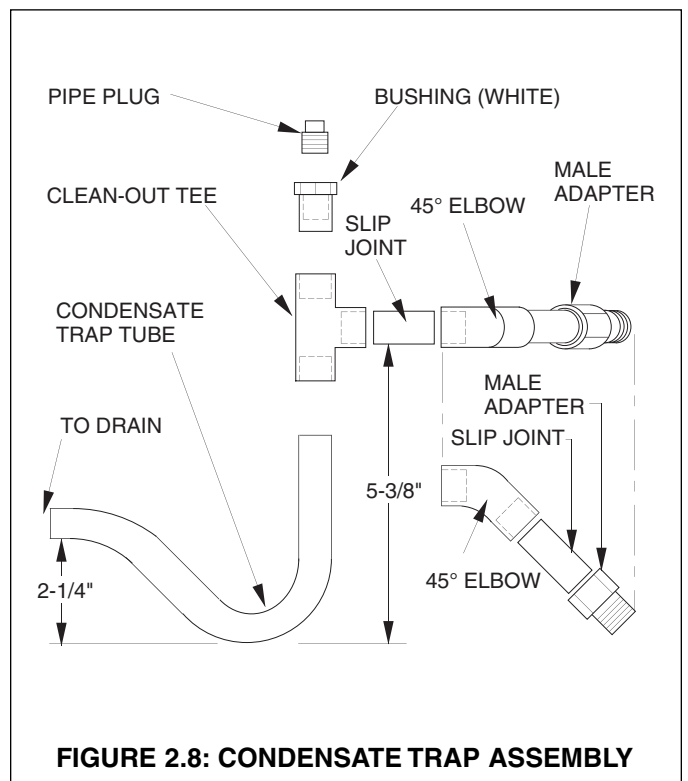 PIPE PLUG
BUSHING (WHITE)
CLEAN-OUT TEE
SLIP
JOINT
45° ELBOW
MALE
ADAPTER
CONDENSATE
TRAP TUBE
TO DRAIN
MALE
ADAPTER
SLIP JOINT
5-3/8"
2-1/4"
45° ELBOW
FIGURE 2.8: CONDENSATE TRAP ASSEMBLY